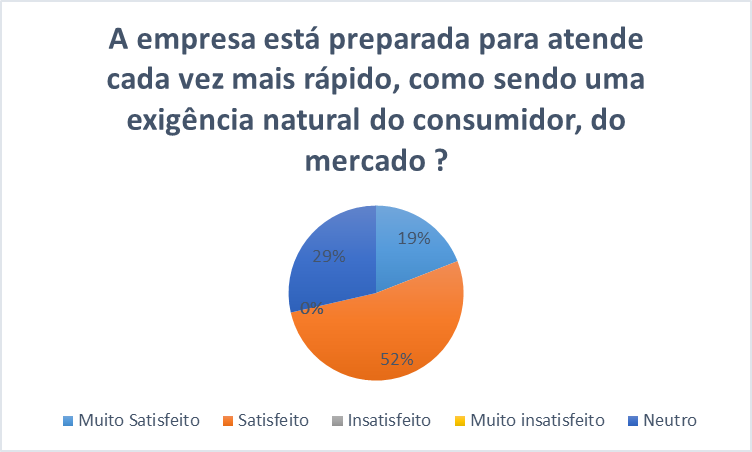 A empresa está preparada para atende
cada vez mais rápido, como sendo uma
exigência natural do consumidor, do
mercado ?
19%
29%
0%
52%
Muito Satisfeito
Satisfeito
Insatisfeito
Muito insatisfeito
Neutro